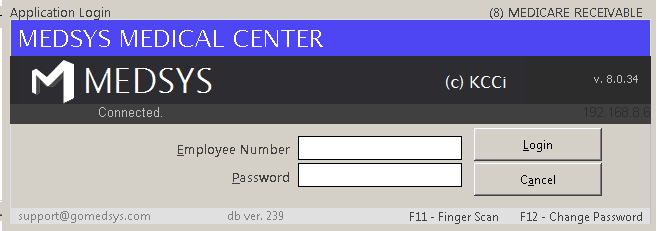 Application Login (8) MEDICARE RECEIVABLE
MEDSYS MEDICAL CENTER
MEDSYS (c) KCCi v. 8.0.34
Connected. 192.168.8.6
Employee Number Login
Password Cancel
support@gomedsys.com db ver. 239 F11 - Finger Scan F12 - Change Password